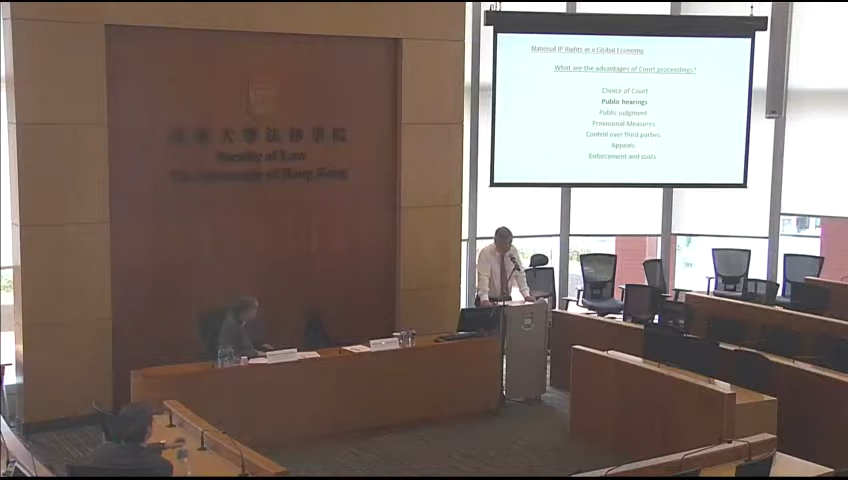 大學法律學院
Faculty of Law
The University of Hong Kong
National IP Rights in a Global Economy
What are the advantages of Court proceedings?
Choice of Court
Public hearings
Public judgment
Provisional Measures
Control over third parties
Appeals
Enforcement and costs